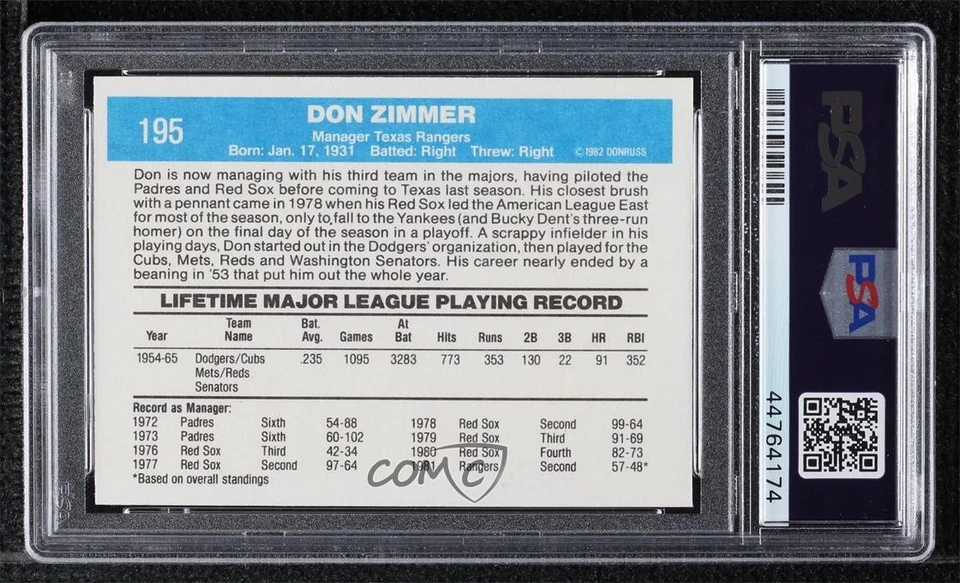 195
DON ZIMMER
Manager Texas Rangers
Born: Jan. 17, 1931 Batted: Right Threw: Right ©1982 DONRUSS
Don is now managing with his third team in the majors, having piloted the
Padres and Red Sox before coming to Texas last season. His closest brush
with a pennant came in 1978 when his Red Sox led the American League East
for most of the season, only to fall to the Yankees (and Bucky Dent's three-run
homer) on the final day of the season in a playoff. A scrappy infielder in his
playing days, Don started out in the Dodgers' organization, then played for the
Cubs, Mets, Reds and Washington Senators. His career nearly ended by a
beaning in '53 that put him out the whole year.
LIFETIME MAJOR LEAGUE PLAYING RECORD
Year Team Name Bat. Avg. Games At Bat Hits Runs 2B 3B HR RBI
1954-65 Dodgers/Cubs .235 1095 3283 773 353 130 22 91 352
Mets/Reds
Senators
Record as Manager:
1972 Padres Sixth 54-88 1978 Red Sox Second 99-64
1973 Padres Sixth 60-102 1979 Red Sox Third 91-69
1976 Red Sox Third 42-34 1980 Red Sox Fourth 82-73
1977 Red Sox Second 97-64 1981 Rangers Second 57-48*
*Based on overall standings
COMC
PSA
PSA
44764174